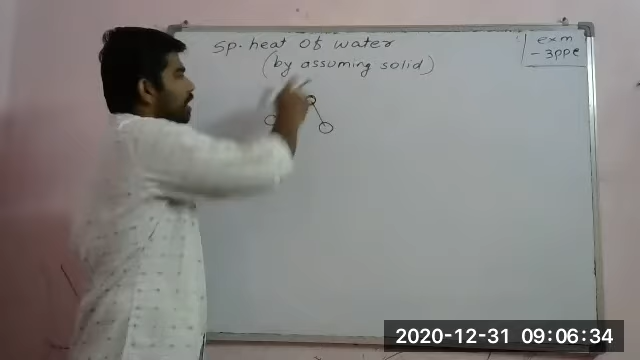 sp. heat of water
(by assuming solid)
exm
- 3ppe
2020-12-31 09:06:34